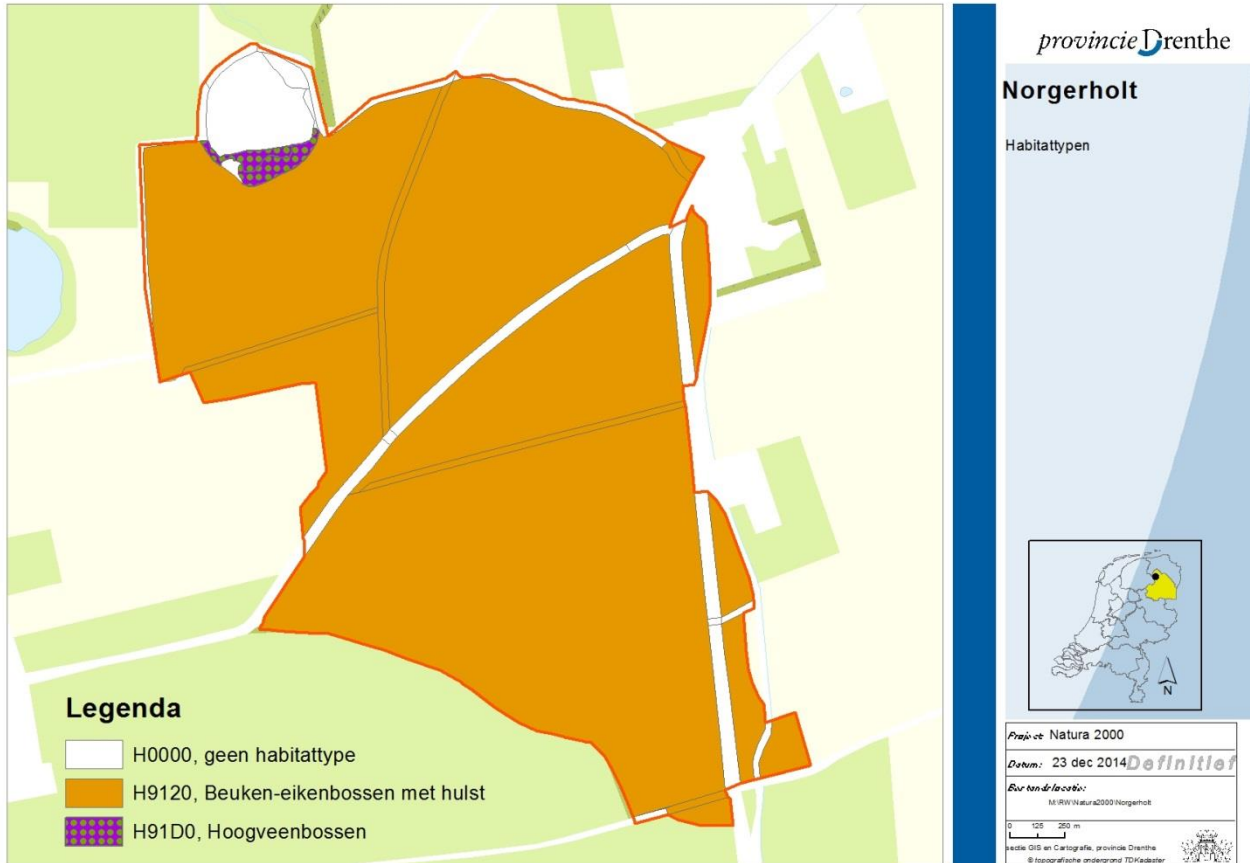 provincie Drenthe
Norgerholt
Habitattypen
Legenda
H0000, geen habitattype
H9120, Beuken-eikenbossen met hulst
H91D0, Hoogveenbossen
N
Project: Natura 2000
Datum: 23 dec 2014 Definitief
Bestandslocatie:
M:\RW\Natura2000\Norgerholt
0 125 250 m
sectie GIS en Cartografie, provincie Drenthe
© topografische ondergrond TDKadaster